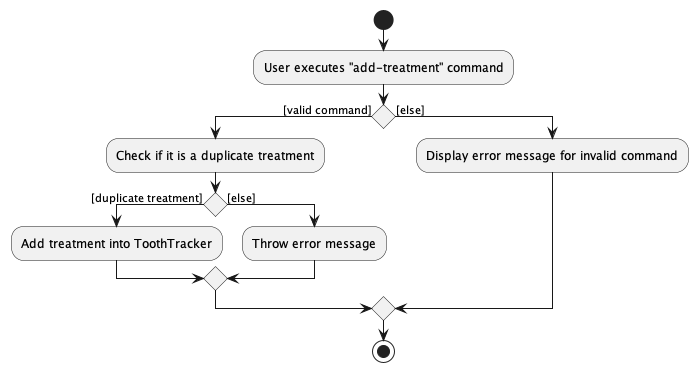 User executes "add-treatment" command
[valid command]
[else]
Check if it is a duplicate treatment
Display error message for invalid command
[duplicate treatment]
[else]
Add treatment into ToothTracker
Throw error message